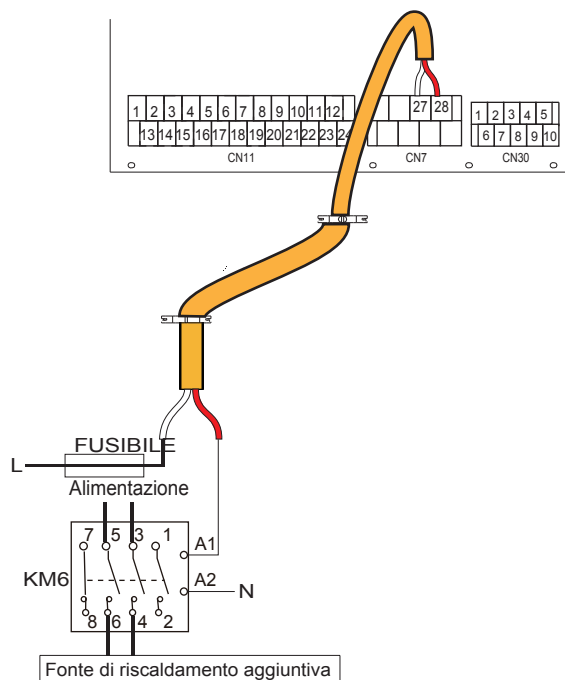 27 28
1 2 3 4 5 6 7 8 9 10 11 12
1 2 3 4 5
13 14 15 16 17 18 19 20 21 22 23 24
6 7 8 9 10
CN11 CN7 CN30
FUSIBILE
L
Alimentazione
7 5 3 1
A1
KM6
A2
N
8 6 4 2
Fonte di riscaldamento aggiuntiva